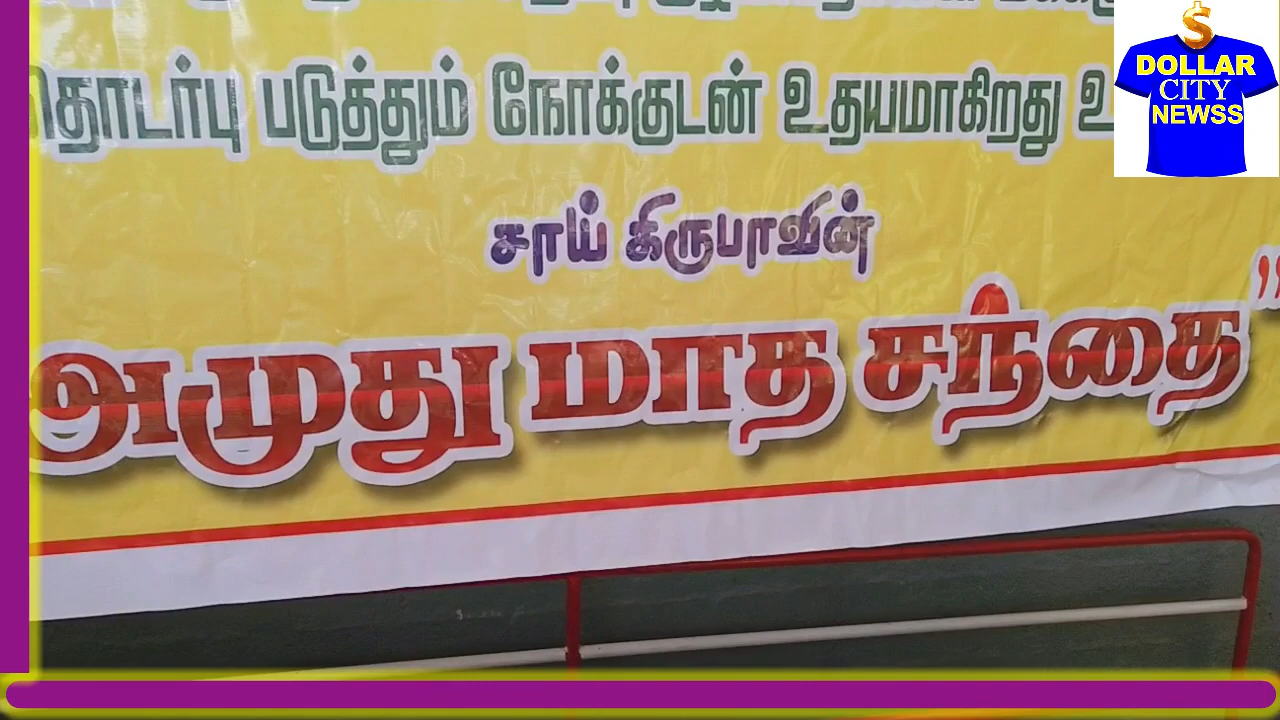 தொடர்பு படுத்தும் நோக்குடன் உதயமாகிறது
சாய் கிருபாவின்
அமுது மாத சந்தை"
$
DOLLAR
CITY
NEWSS